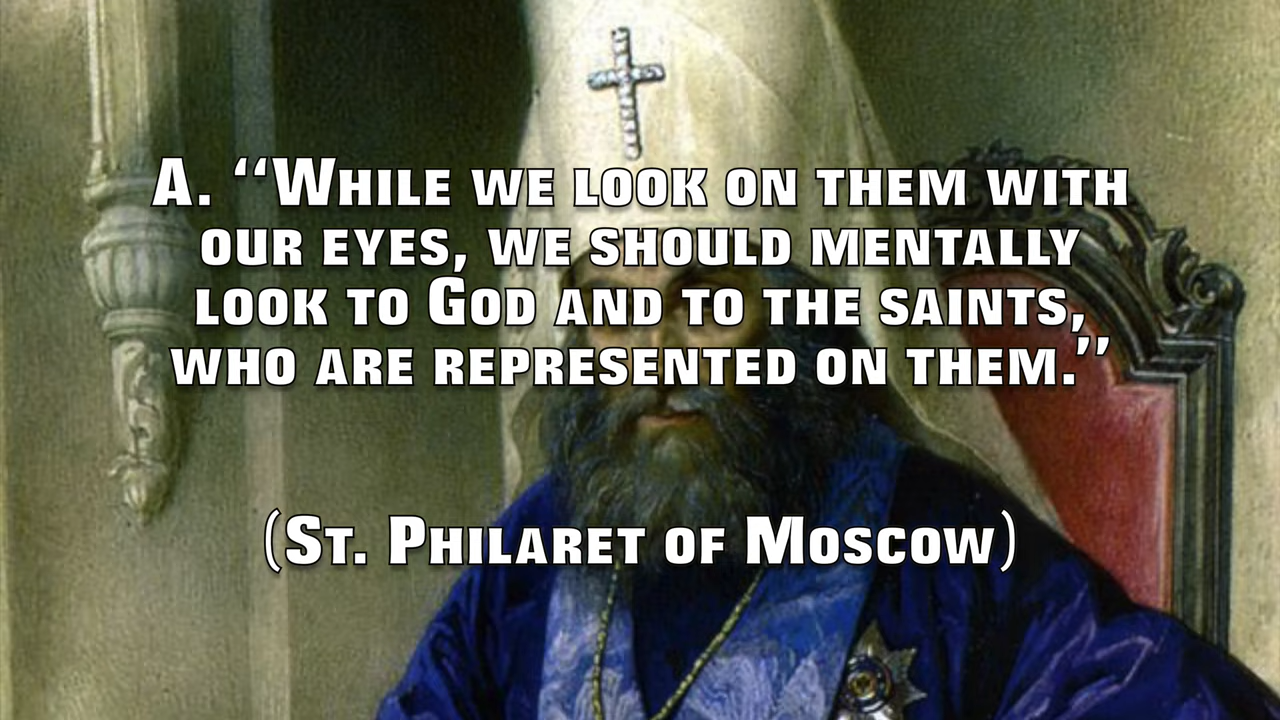 A. “While we look on them with
our eyes, we should mentally
look to God and to the saints,
who are represented on them.”
(St. Philaret of Moscow)